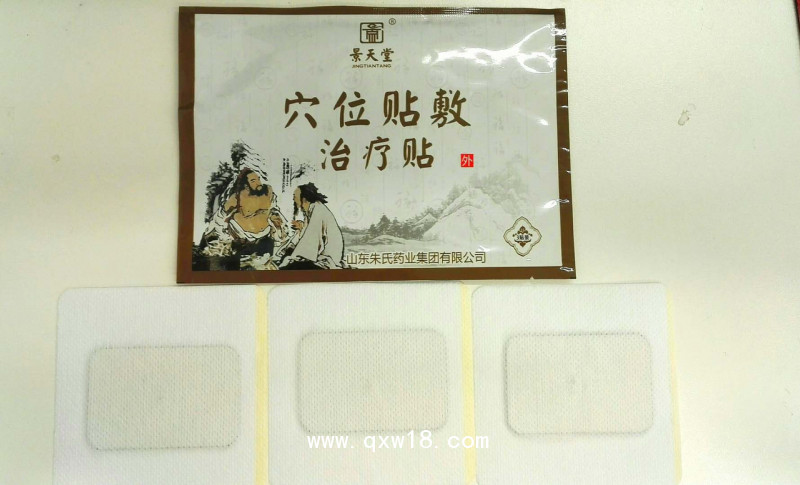 景天堂
JINGTIANTANG
穴位贴敷
治疗贴
外
山东朱氏药业集团有限公司
www.qxw18.com